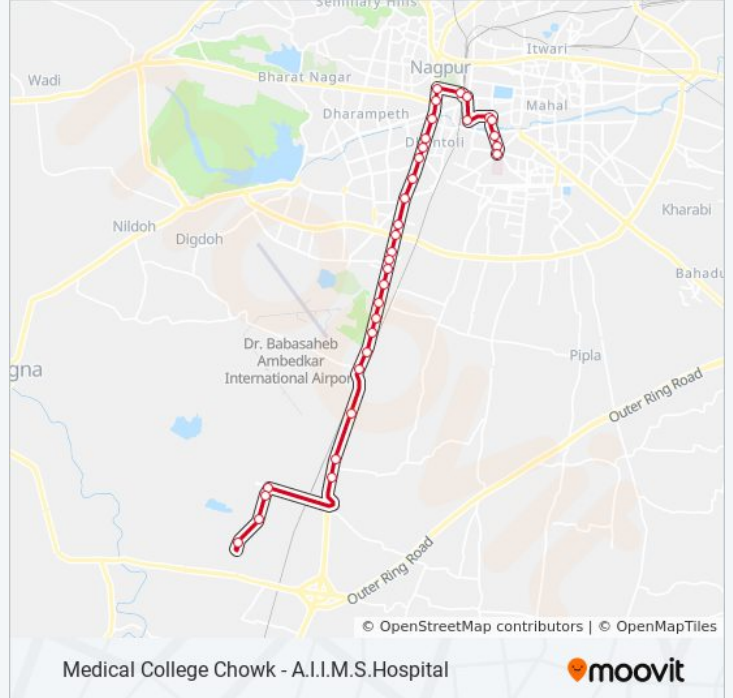 Seminary Hills
Itwari
Nagpur
Wadi
Bharat Nagar
Mahal
Dharampeth
Dhantoli
Kharabi
Nildoh
Digdoh
Bahadu
Dr. Babasaheb
Ambedkar
International Airpor
Pipla
gna
Outer Ring Road
Outer Ring Road
© OpenStreetMap contributors | © OpenMapTiles
Medical College Chowk - A.I.I.M.S.Hospital
moovit